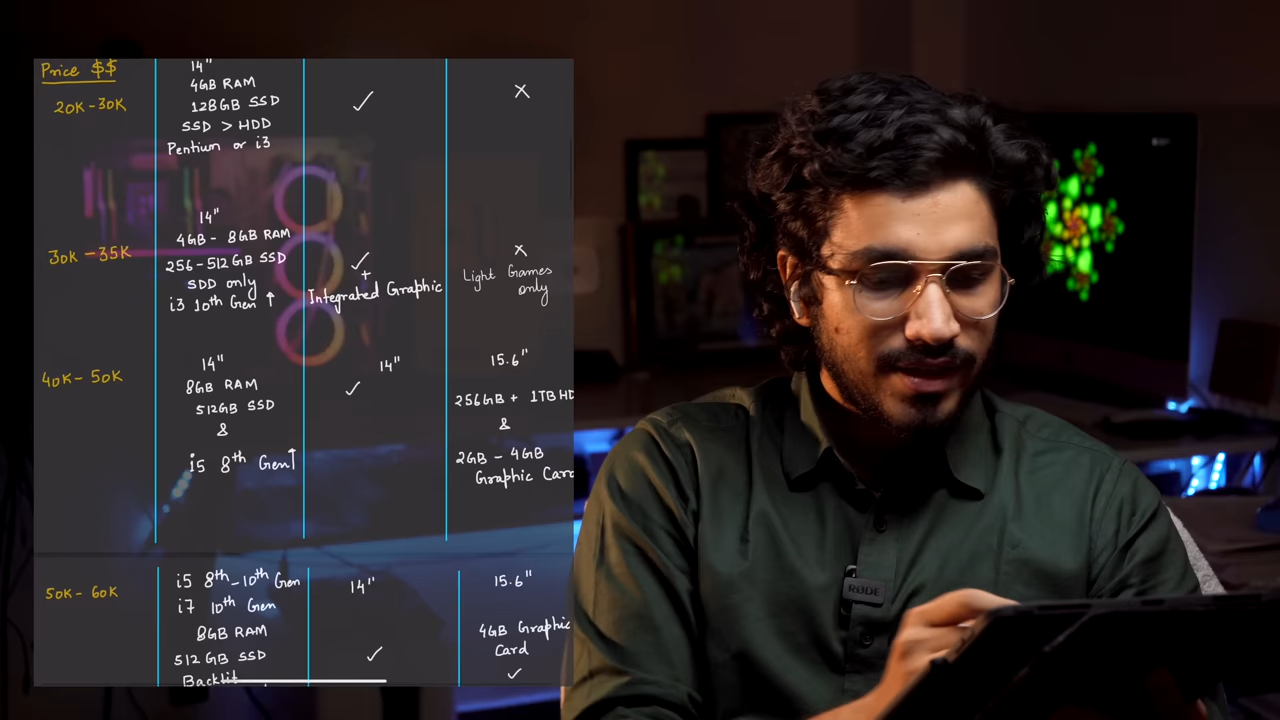 Price $$
20K-30K
14"
4GB RAM
128GB SSD
SSD > HDD
Pentium or i3
✓
X
30K-35K
14"
4GB - 8GB RAM
256-512GB SSD
SDD only
i3 10th Gen ↑
✓
+
Integrated Graphic
X
Light Games
only
40K-50K
14"
8GB RAM
512GB SSD
&
i5 8th Gen↑
14"
✓
15.6"
256GB + 1TB HD
&
2GB - 4GB
Graphic Card
50K-60K
i5 8th-10th Gen
i7 10th Gen
8GB RAM
512 GB SSD
Backlit
14"
✓
15.6"
4GB Graphic
Card
✓
RØDE